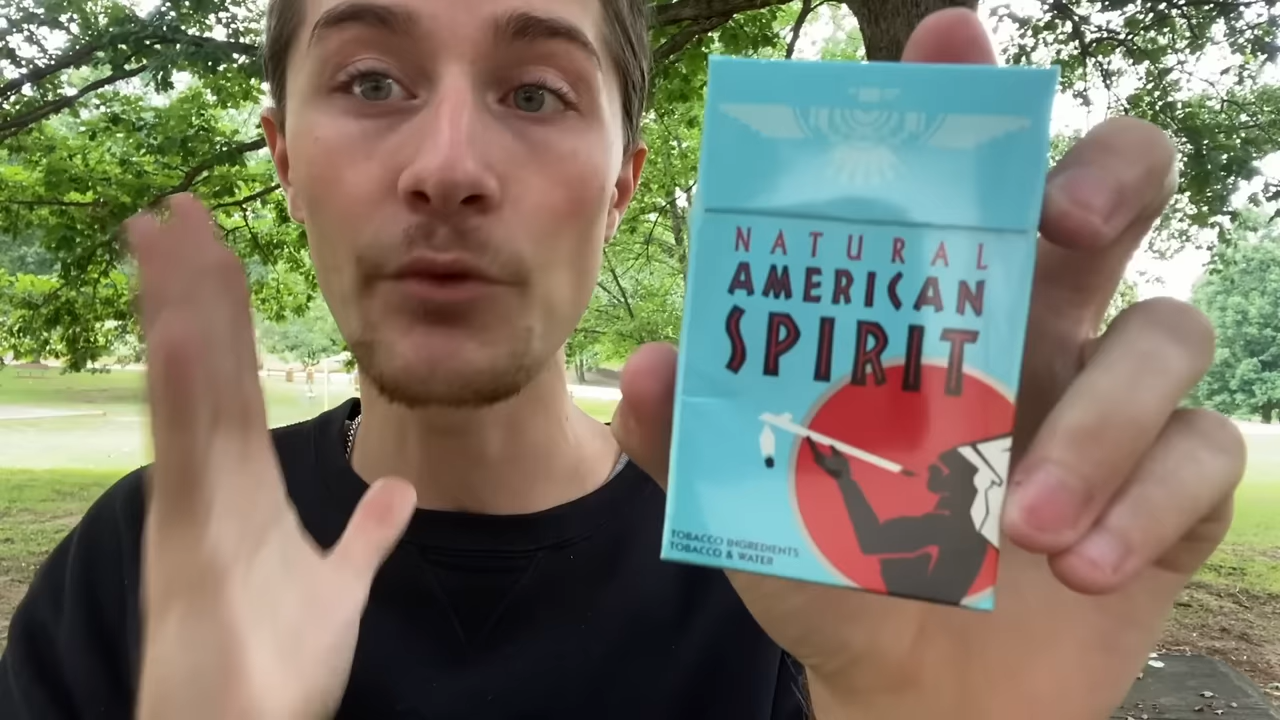 NATURAL
AMERICAN
SPIRIT
TOBACCO INGREDIENTS
TOBACCO & WATER